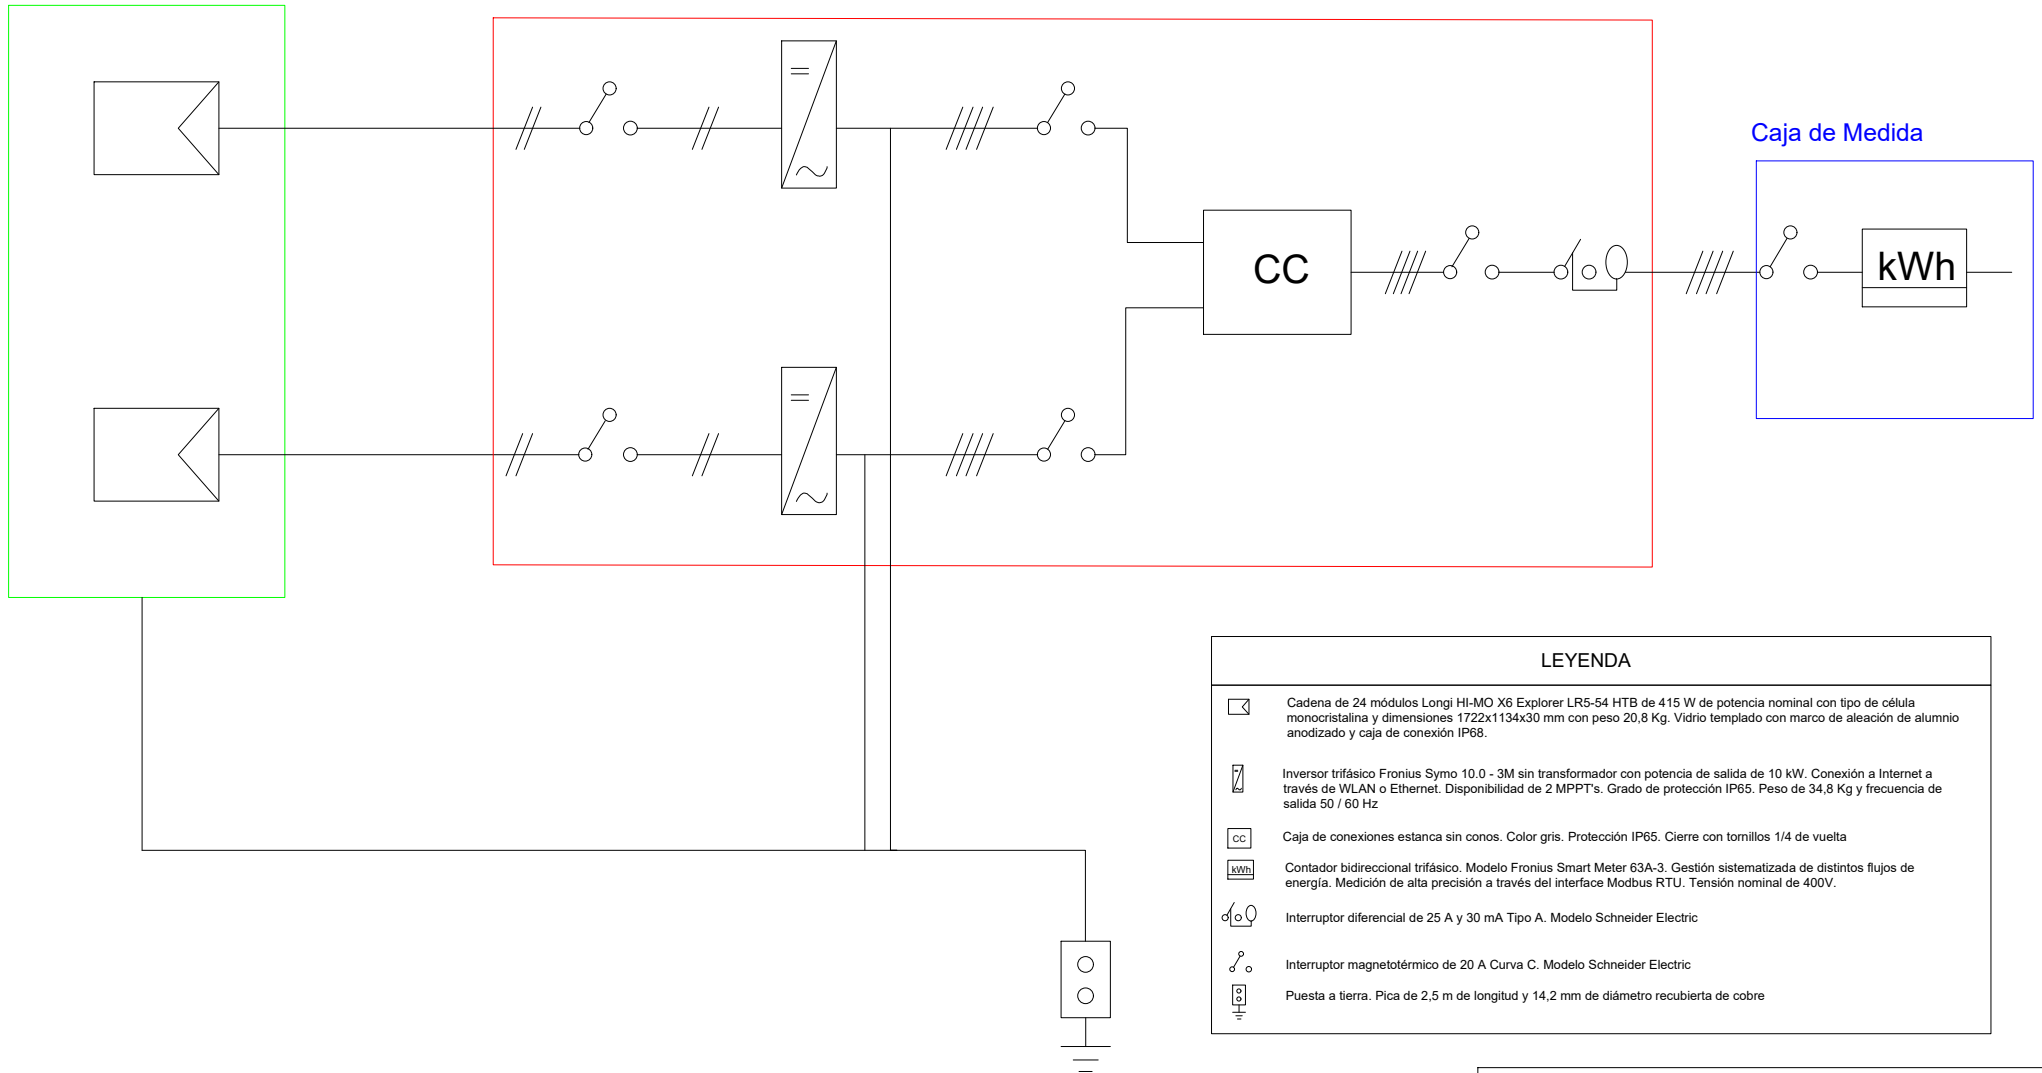 Caja de Medida
CC
kWh
LEYENDA
Cadena de 24 módulos Longi HI-MO X6 Explorer LR5-54 HTB de 415 W de potencia nominal con tipo de célula
monocristalina y dimensiones 1722x1134x30 mm con peso 20,8 Kg. Vidrio templado con marco de aleación de alumnio
anodizado y caja de conexión IP68.
Inversor trifásico Fronius Symo 10.0 - 3M sin transformador con potencia de salida de 10 kW. Conexión a Internet a
través de WLAN o Ethernet. Disponibilidad de 2 MPPT's. Grado de protección IP65. Peso de 34,8 Kg y frecuencia de
salida 50 / 60 Hz
CC Caja de conexiones estanca sin conos. Color gris. Protección IP65. Cierre con tornillos 1/4 de vuelta
kWh Contador bidireccional trifásico. Modelo Fronius Smart Meter 63A-3. Gestión sistematizada de distintos flujos de
energía. Medición de alta precisión a través del interface Modbus RTU. Tensión nominal de 400V.
Interruptor diferencial de 25 A y 30 mA Tipo A. Modelo Schneider Electric
Interruptor magnetotérmico de 20 A Curva C. Modelo Schneider Electric
Puesta a tierra. Pica de 2,5 m de longitud y 14,2 mm de diámetro recubierta de cobre